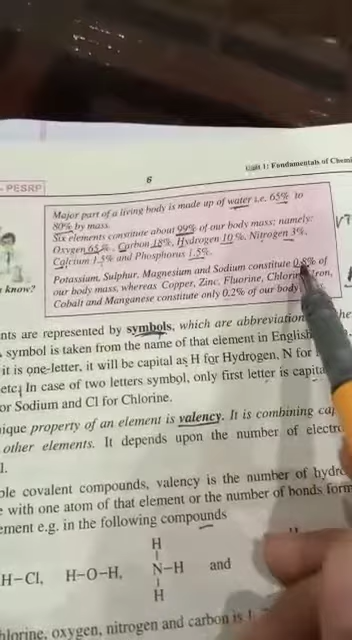 - PESRP
6
Unit 1: Fundamentals of Chemi
Major part of a living body is made up of water i.e. 65% to
80% by mass.
Six elements constitute about 99% of our body mass; namely:
Oxygen 65%, Carbon 18%, Hydrogen 10%, Nitrogen 3%,
Calcium 1.5% and Phosphorus 1.5%.
Potassium, Sulphur, Magnesium and Sodium constitute 0.8% of
our body mass, whereas Copper, Zinc, Fluorine, Chlorine, Iron,
Cobalt and Manganese constitute only 0.2% of our body
know?
nts are represented by symbols, which are abbreviation
symbol is taken from the name of that element in English
it is one-letter, it will be capital as H for Hydrogen, N for
etc. In case of two letters symbol, only first letter is capita
or Sodium and Cl for Chlorine.
ique property of an element is valency. It is combining cap
other elements. It depends upon the number of electr
l.
ple covalent compounds, valency is the number of hydro
with one atom of that element or the number of bonds form
ement e.g. in the following compounds
H
H–Cl, H–O–H, N–H and
H
hlorine, oxygen, nitrogen and carbon is 1